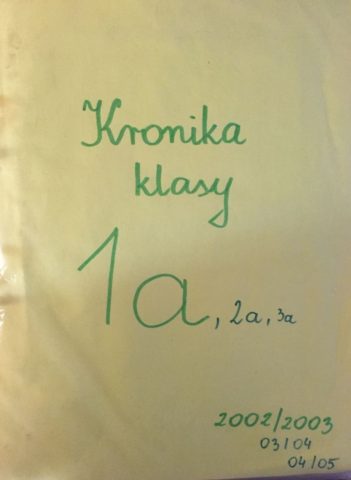 Kronika
klasy
1a, 2a, 3a
2002/2003
03/04
04/05